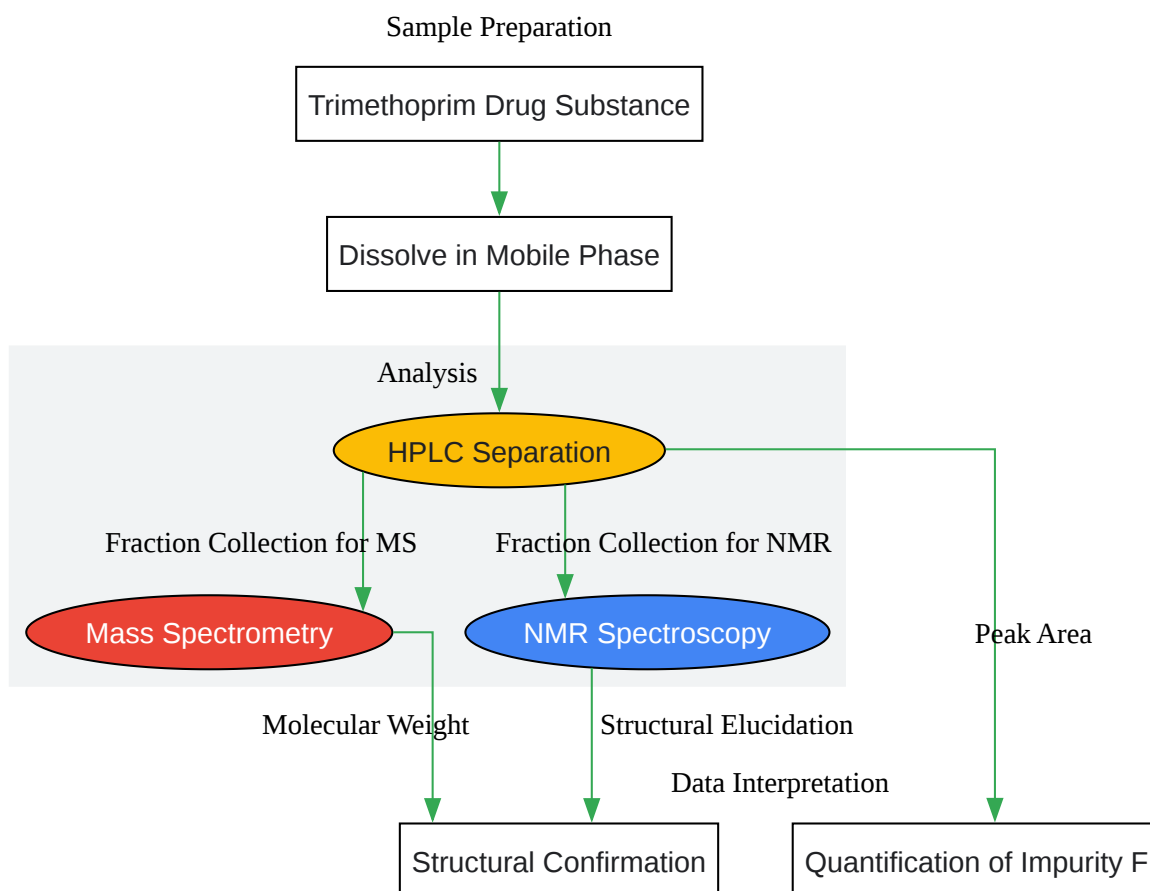 Sample Preparation
Trimethoprim Drug Substance
Dissolve in Mobile Phase
Analysis
HPLC Separation
Fraction Collection for MS
Fraction Collection for NMR
Mass Spectrometry
NMR Spectroscopy
Peak Area
Molecular Weight
Structural Elucidation
Data Interpretation
Structural Confirmation
Quantification of Impurity F